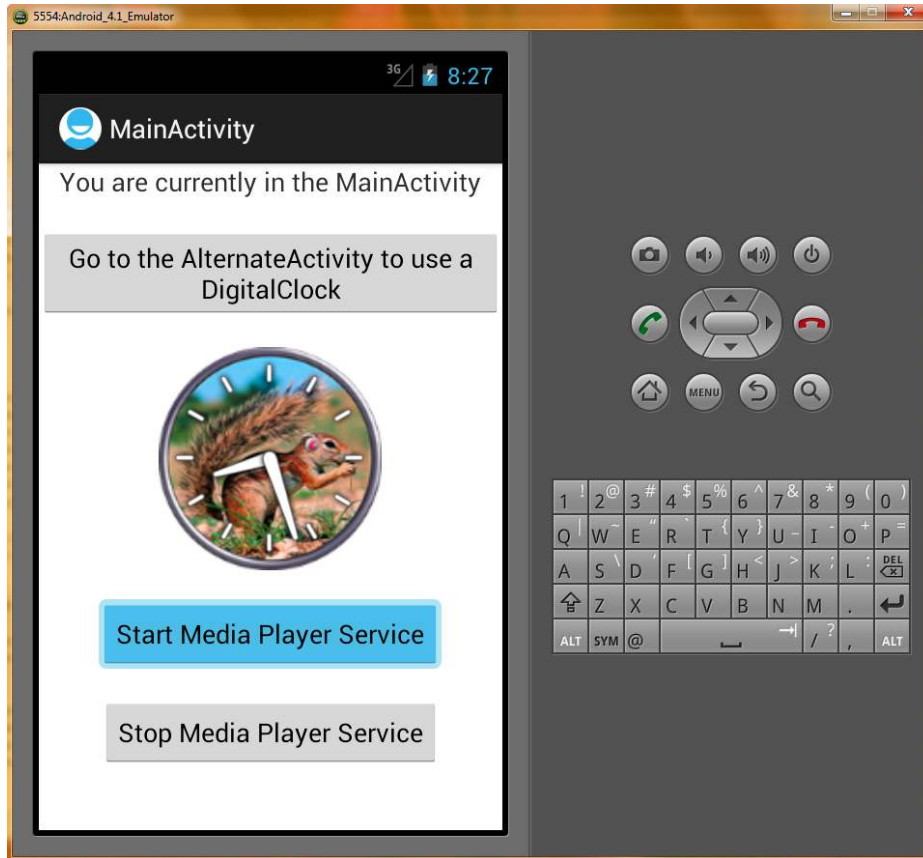 5554:Android_4.1_Emulator
3G 8:27
MainActivity
You are currently in the MainActivity
Go to the AlternateActivity to use a
DigitalClock
Start Media Player Service
Stop Media Player Service
MENU
1 ! 2 @ 3 # 4 $ 5 % 6 ^ 7 & 8 * 9 ( 0 )
Q | W ~ E " R ` T { Y } U _ I - O + P =
A S \ D ' F [ G ] H < J > K ; L : DEL
Z X C V B N M .
ALT SYM @ / ? , ALT